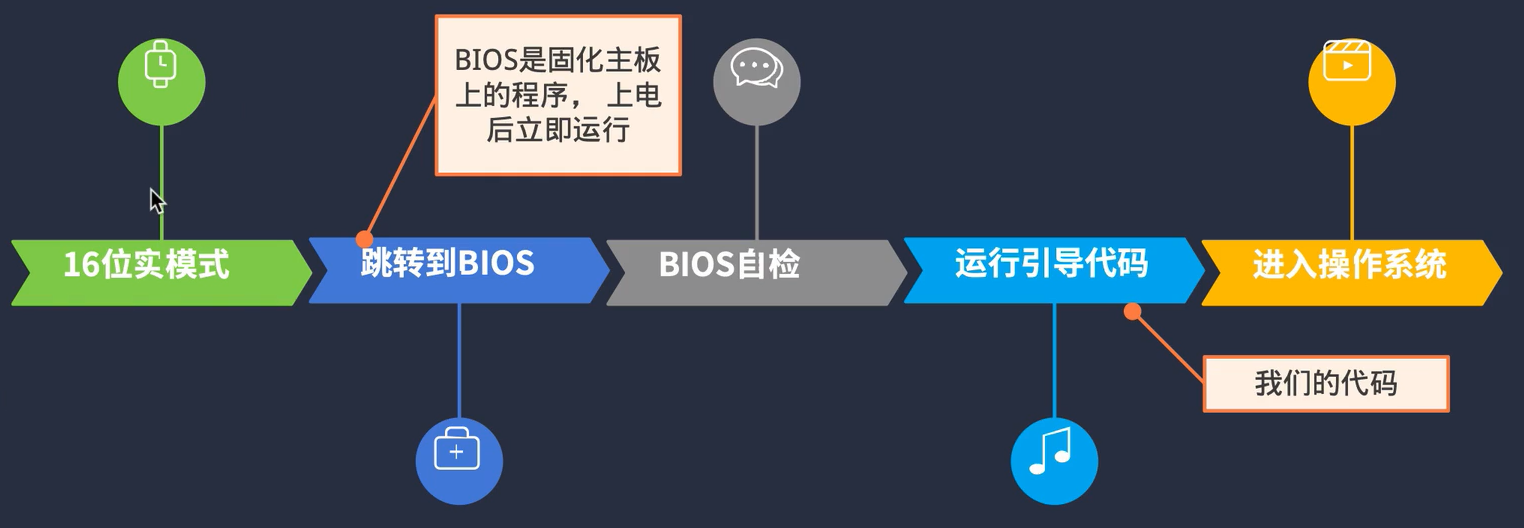 BIOS是固化主板
上的程序， 上电
后立即运行
16位实模式
跳转到BIOS
BIOS自检
运行引导代码
进入操作系统
我们的代码